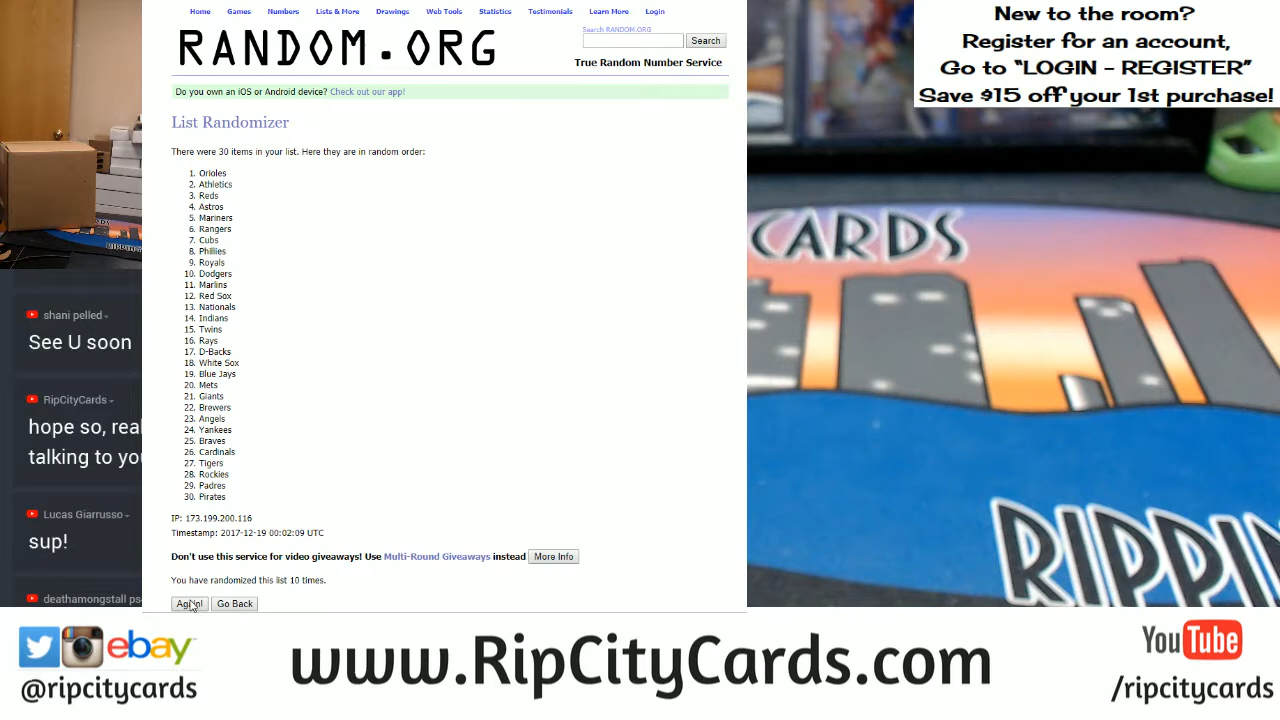 Home Games Numbers Lists & More Drawings Web Tools Statistics Testimonials Learn More Login
RANDOM.ORG
Search RANDOM.ORG
Search
True Random Number Service
Do you own an iOS or Android device? Check out our app!
List Randomizer
There were 30 items in your list. Here they are in random order:
1. Orioles
2. Athletics
3. Reds
4. Astros
5. Mariners
6. Rangers
7. Cubs
8. Phillies
9. Royals
10. Dodgers
11. Marlins
12. Red Sox
13. Nationals
14. Indians
15. Twins
16. Rays
17. D-Backs
18. White Sox
19. Blue Jays
20. Mets
21. Giants
22. Brewers
23. Angels
24. Yankees
25. Braves
26. Cardinals
27. Tigers
28. Rockies
29. Padres
30. Pirates
IP: 173.199.200.116
Timestamp: 2017-12-19 00:02:09 UTC
Don't use this service for video giveaways! Use Multi-Round Giveaways instead More Info
You have randomized this list 10 times.
Again! Go Back
New to the room?
Register for an account,
Go to "LOGIN - REGISTER"
Save $15 off your 1st purchase!
shani pelled
See U soon
RipCityCards
hope so, real
talking to you
Lucas Giarrusso
sup!
deathamongstall ps
CARDS
RIPPIN
ebay
@ripcitycards
www.RipCityCards.com
YouTube
/ripcitycards